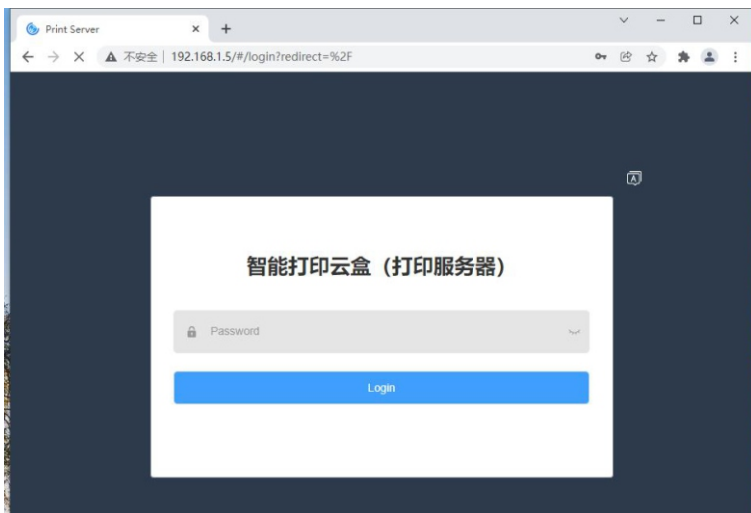 Print Server
不安全 | 192.168.1.5/#/login?redirect=%2F
A
智能打印云盒（打印服务器）
Password
Login